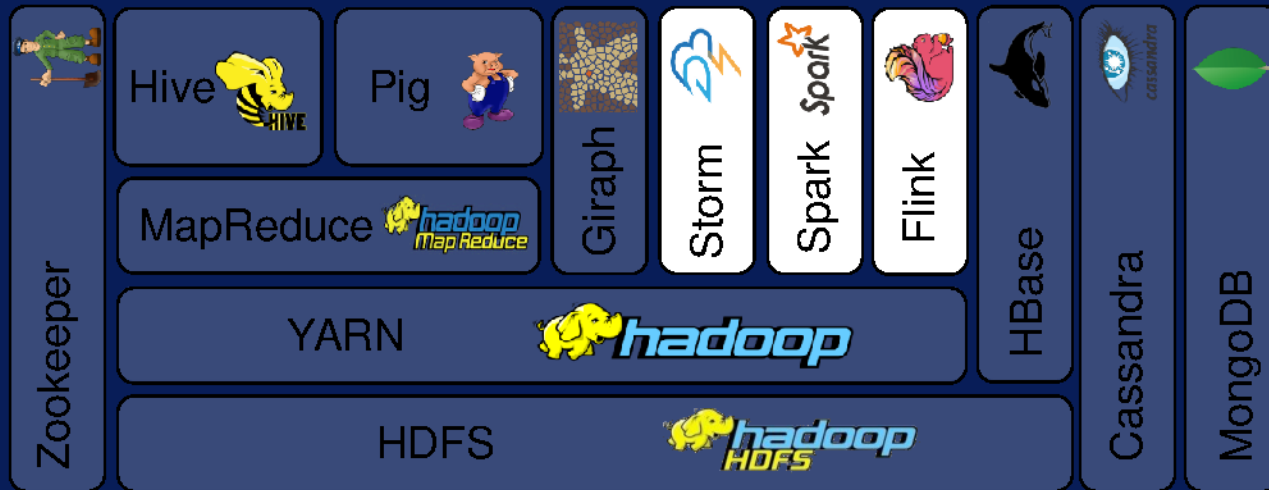 Zookeeper
Hive
HIVE
Pig
Giraph
Storm
Spark
Spark
Flink
HBase
Cassandra
cassandra
MongoDB
MapReduce
hadoop
Map Reduce
YARN
hadoop
HDFS
hadoop
HDFS